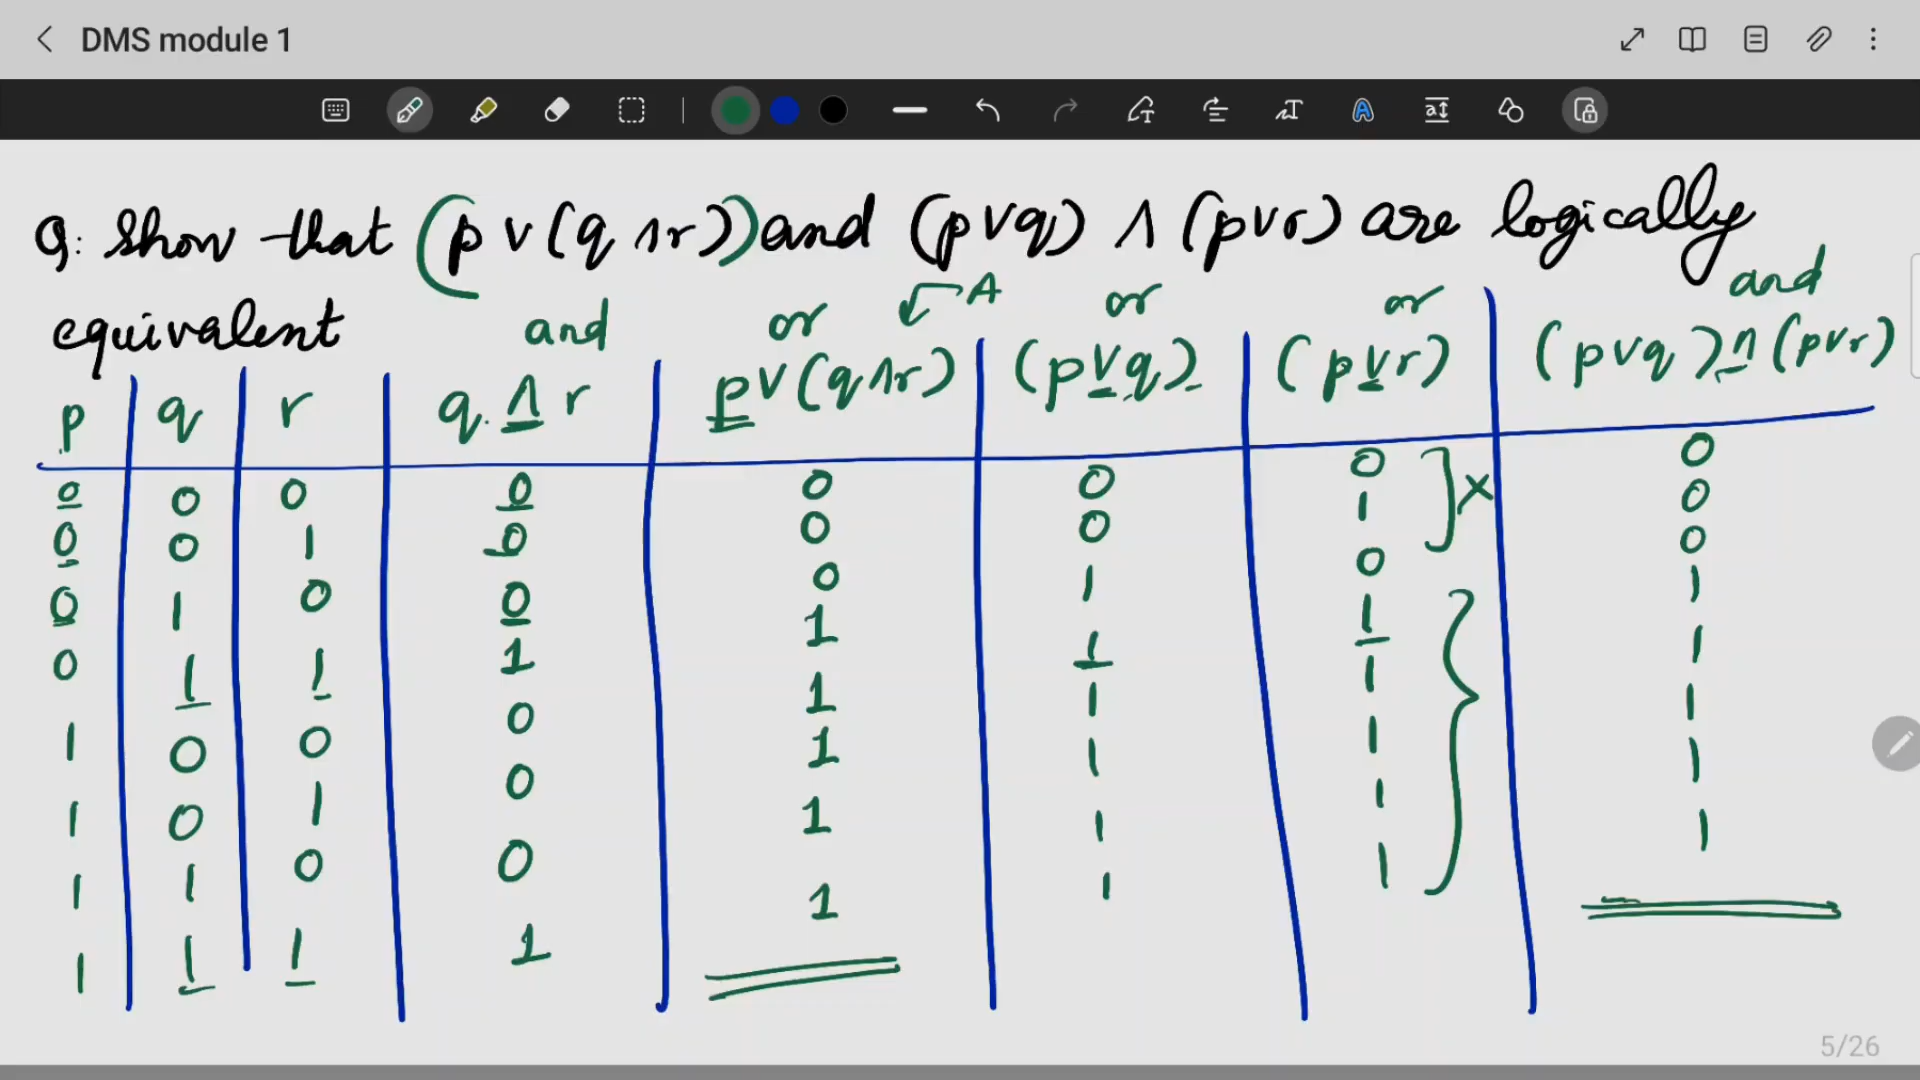 DMS module 1
Q: Show that (p ∨ (q ∧ r)) and (p ∨ q) ∧ (p ∨ r) are logically
equivalent
and or A or or and
p q r q ∧ r p ∨ (q ∧ r) (p ∨ q) (p ∨ r) (p ∨ q) ∧ (p ∨ r)
0 0 0 0 0 0 0 0
0 0 1 0 0 0 1 0
0 1 0 0 0 1 0 0
0 1 1 1 1 1 1 1
1 0 0 0 1 1 1 1
1 0 1 0 1 1 1 1
1 1 0 0 1 1 1 1
1 1 1 1 1 1 1 1
x
5/26